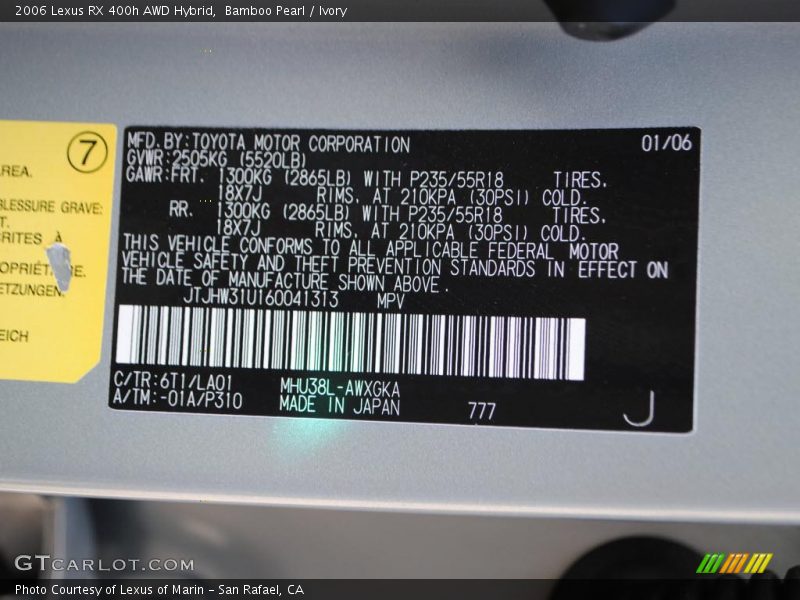 2006 Lexus RX 400h AWD Hybrid,  Bamboo Pearl / Ivory
7
AREA.
BLESSURE GRAVE:
T.
RITES À
OPRIÉTAIRE.
ETZUNGEN.
EICH
MFD.BY:TOYOTA MOTOR CORPORATION 01/06
GVWR:2505KG (5520LB)
GAWR:FRT. 1300KG (2865LB) WITH P235/55R18 TIRES,
18X7J RIMS, AT 210KPA (30PSI) COLD.
RR. 1300KG (2865LB) WITH P235/55R18 TIRES,
18X7J RIMS, AT 210KPA (30PSI) COLD.
THIS VEHICLE CONFORMS TO ALL APPLICABLE FEDERAL MOTOR
VEHICLE SAFETY AND THEFT PREVENTION STANDARDS IN EFFECT ON
THE DATE OF MANUFACTURE SHOWN ABOVE.
JTJHW31U160041313 MPV
C/TR:6T1/LA01 MHU38L-AWXGKA
A/TM:-01A/P310 MADE IN JAPAN 777 J
GTCARLOT.COM
Photo Courtesy of Lexus of Marin - San Rafael, CA